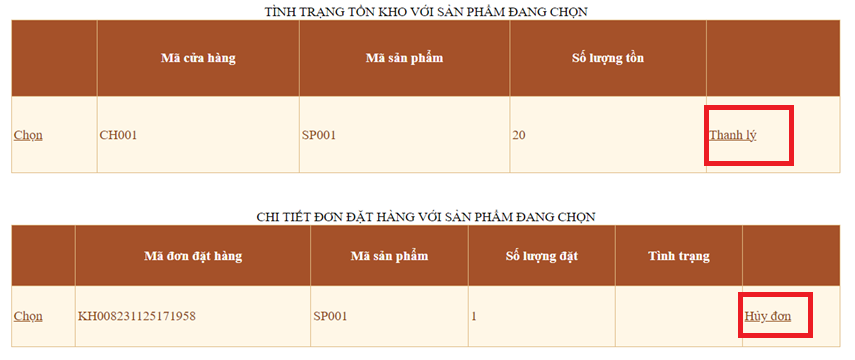 TÌNH TRẠNG TỒN KHO VỚI SẢN PHẨM ĐANG CHỌN
Mã cửa hàng Mã sản phẩm Số lượng tồn
Chọn CH001 SP001 20 Thanh lý
CHI TIẾT ĐƠN ĐẶT HÀNG VỚI SẢN PHẨM ĐANG CHỌN
Mã đơn đặt hàng Mã sản phẩm Số lượng đặt Tình trạng
Chọn KH008231125171958 SP001 1 Hủy đơn